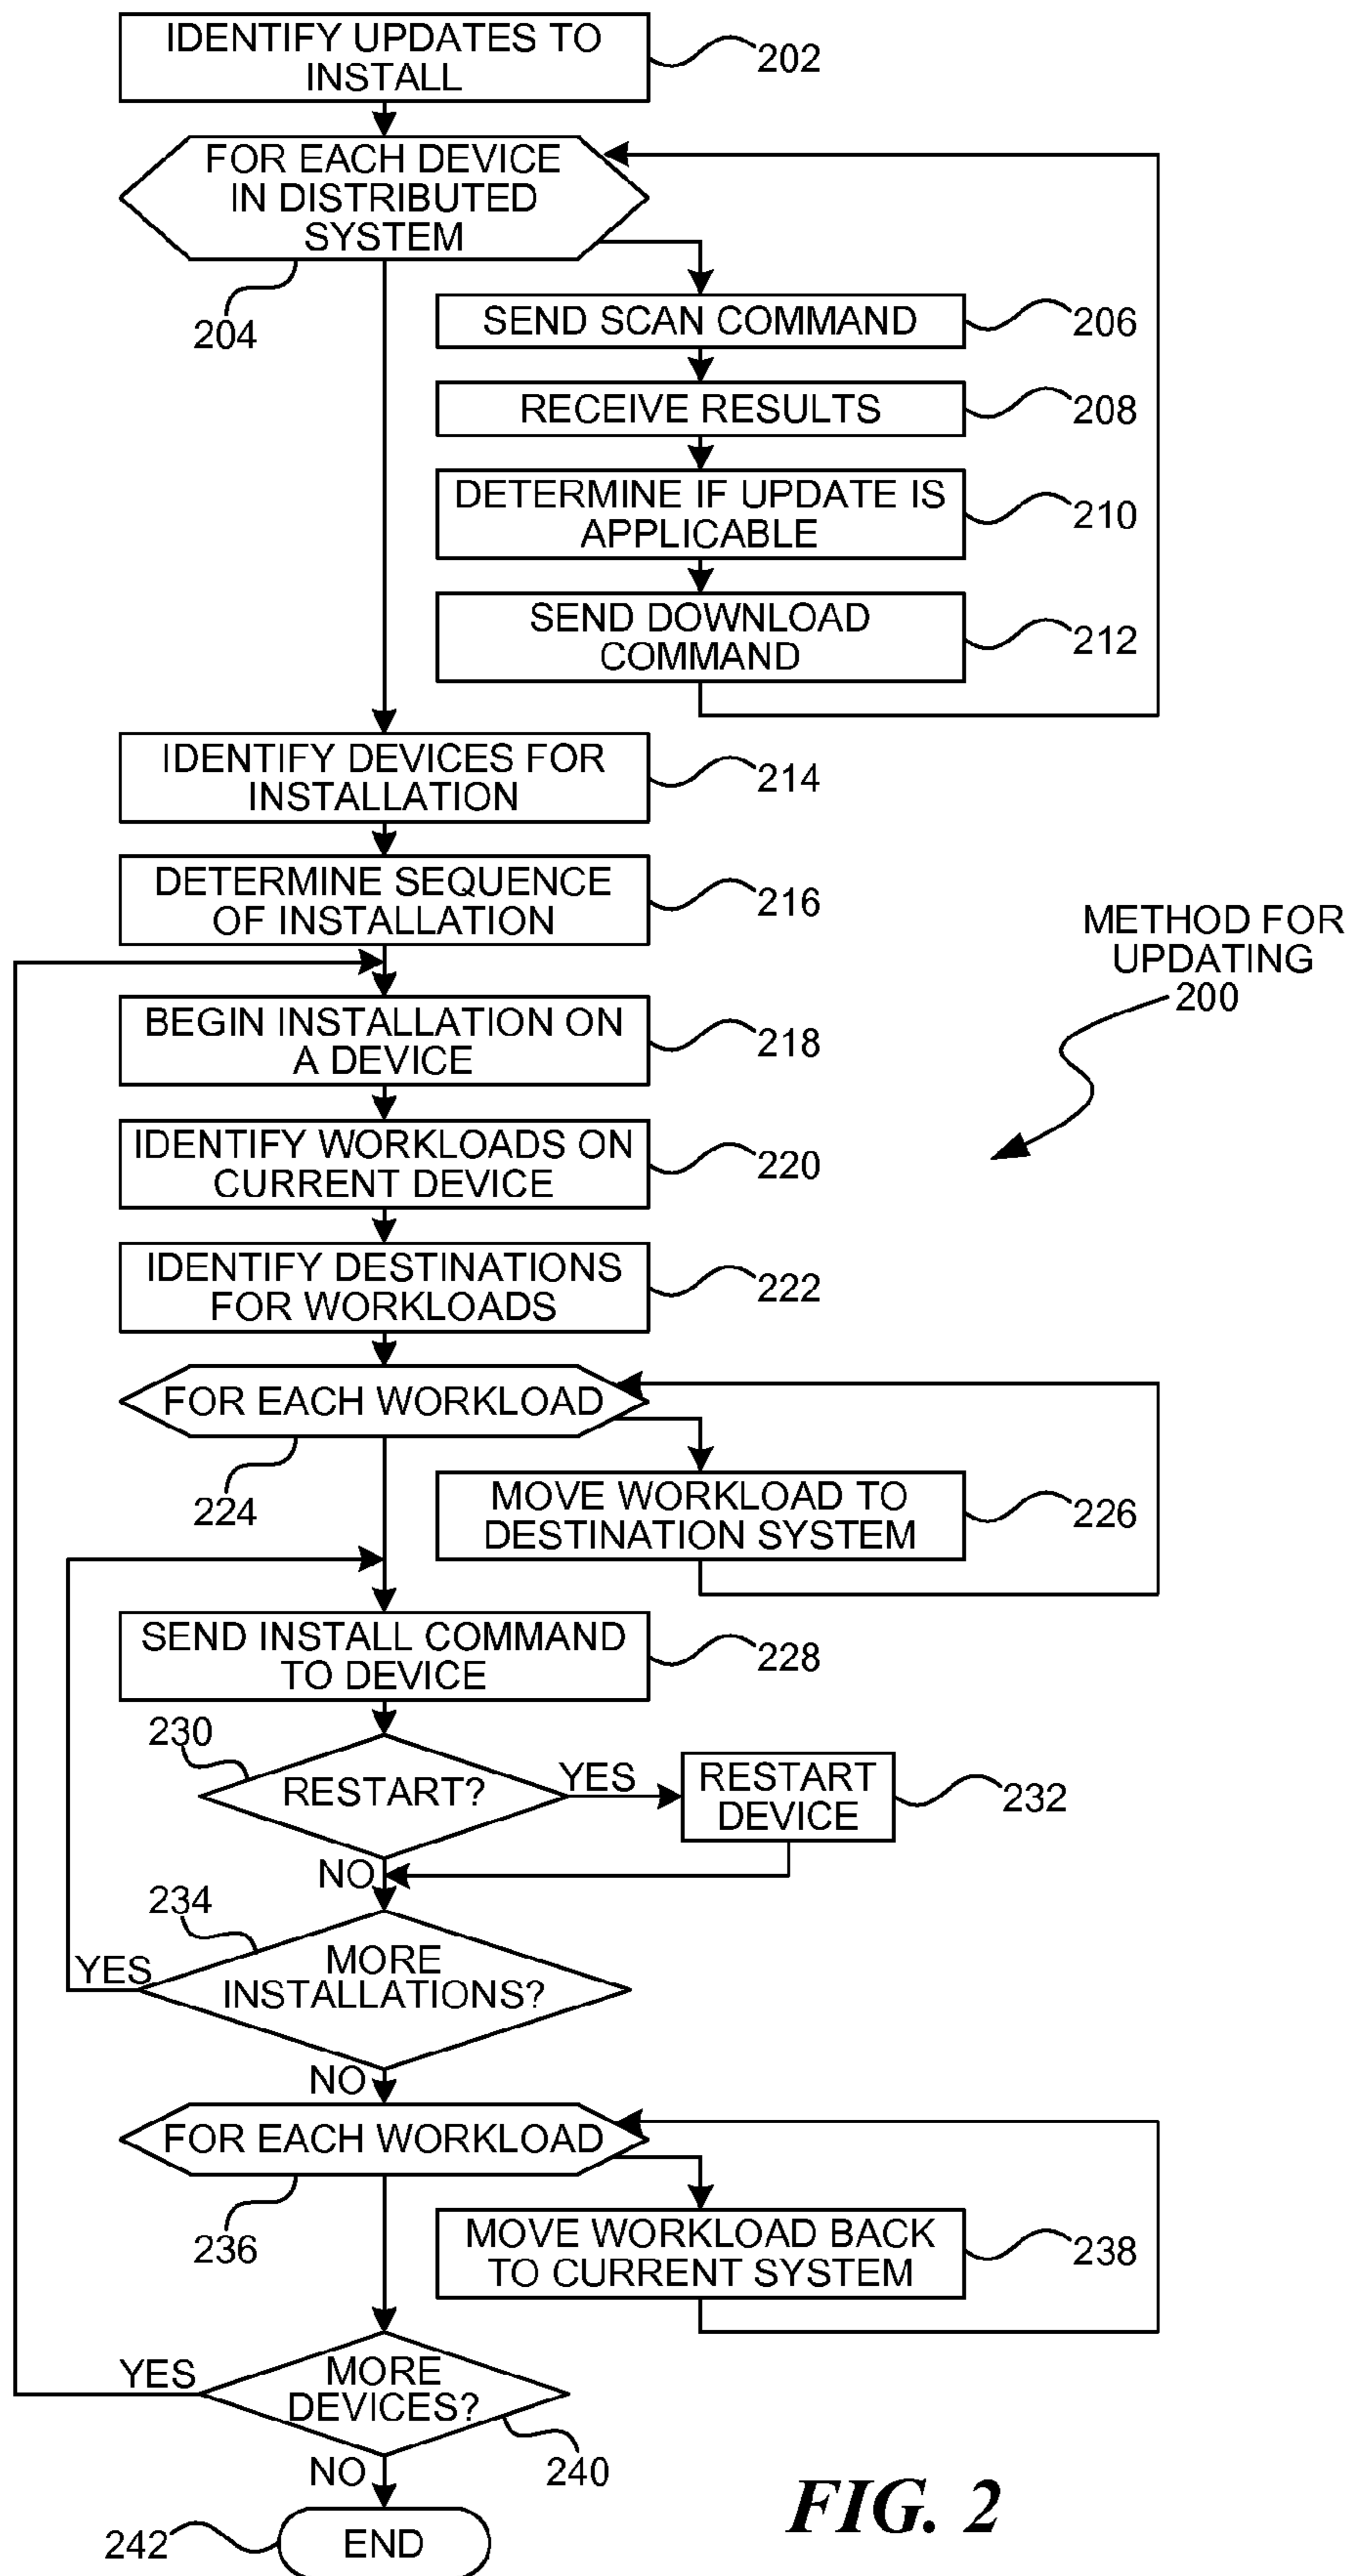 IDENTIFY UPDATES TO
INSTALL
202
FOR EACH DEVICE
IN DISTRIBUTED
SYSTEM
204
SEND SCAN COMMAND
206
RECEIVE RESULTS
208
DETERMINE IF UPDATE IS
APPLICABLE
210
SEND DOWNLOAD
COMMAND
212
IDENTIFY DEVICES FOR
INSTALLATION
214
DETERMINE SEQUENCE
OF INSTALLATION
216
METHOD FOR
UPDATING
200
BEGIN INSTALLATION ON
A DEVICE
218
IDENTIFY WORKLOADS ON
CURRENT DEVICE
220
IDENTIFY DESTINATIONS
FOR WORKLOADS
222
FOR EACH WORKLOAD
224
MOVE WORKLOAD TO
DESTINATION SYSTEM
226
SEND INSTALL COMMAND
TO DEVICE
228
230
RESTART?
YES
RESTART
DEVICE
232
NO
234
MORE
INSTALLATIONS?
YES
NO
FOR EACH WORKLOAD
236
MOVE WORKLOAD BACK
TO CURRENT SYSTEM
238
YES
MORE
DEVICES?
240
NO
242
END
FIG. 2